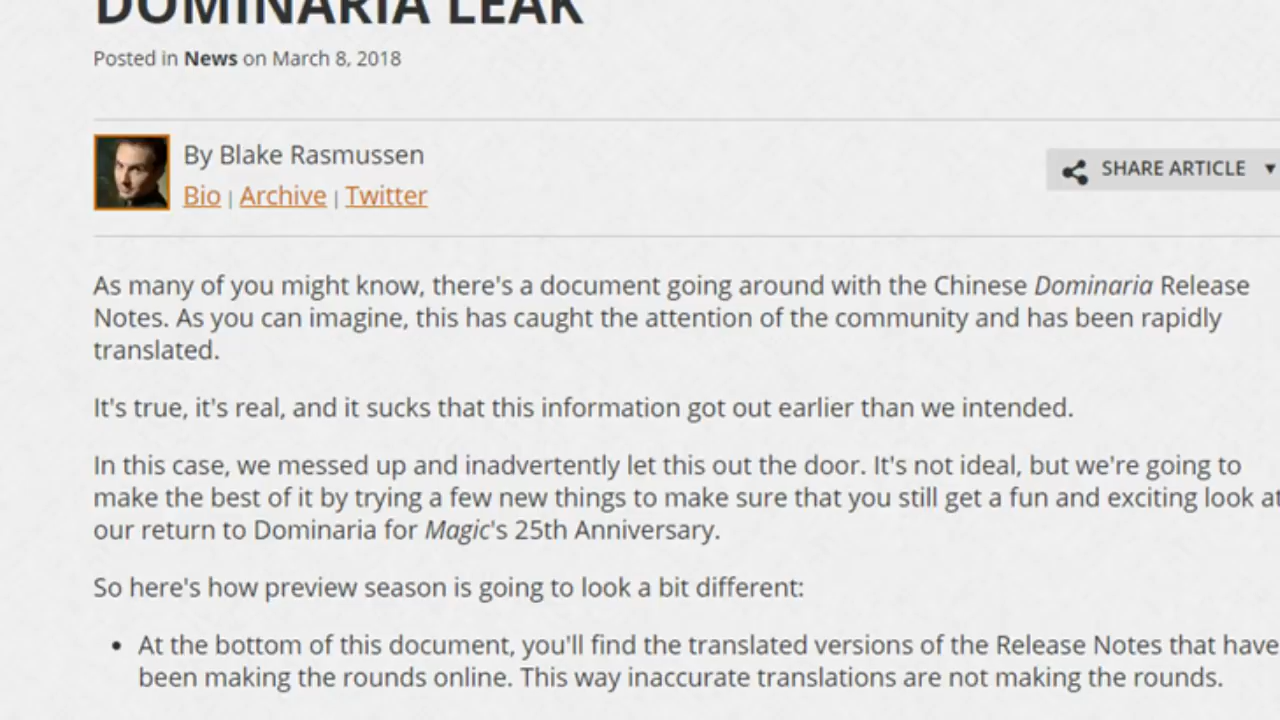 DOMINARIA LEAK
Posted in News on March 8, 2018
By Blake Rasmussen
Bio | Archive | Twitter
SHARE ARTICLE
As many of you might know, there's a document going around with the Chinese Dominaria Release
Notes. As you can imagine, this has caught the attention of the community and has been rapidly
translated.
It's true, it's real, and it sucks that this information got out earlier than we intended.
In this case, we messed up and inadvertently let this out the door. It's not ideal, but we're going to
make the best of it by trying a few new things to make sure that you still get a fun and exciting look at
our return to Dominaria for Magic's 25th Anniversary.
So here's how preview season is going to look a bit different:
• At the bottom of this document, you'll find the translated versions of the Release Notes that have
been making the rounds online. This way inaccurate translations are not making the rounds.